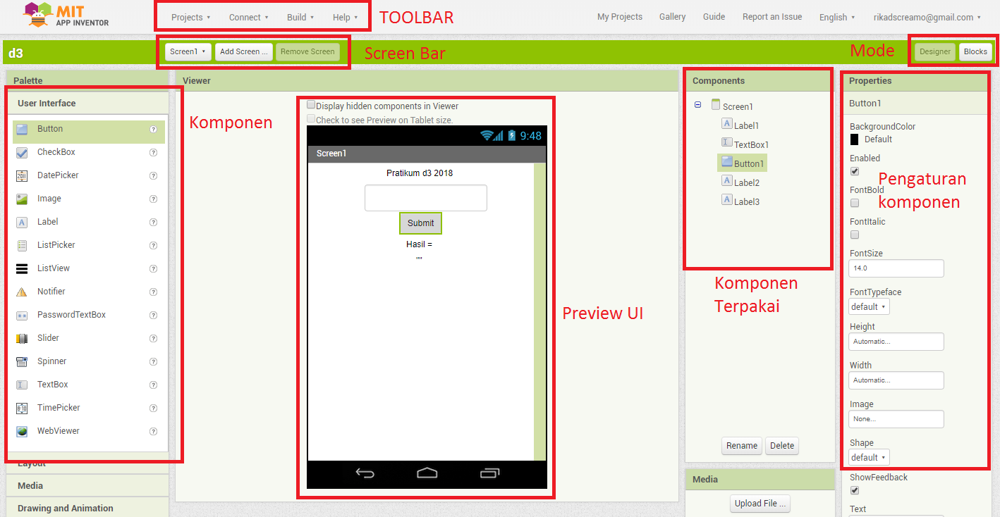 MIT
APP INVENTOR
Projects Connect Build Help
TOOLBAR
My Projects Gallery Guide Report an Issue English rikadscreamo@gmail.com
d3
Screen1 Add Screen ... Remove Screen
Screen Bar
Mode
Designer Blocks
Palette
User Interface
Button
CheckBox
DatePicker
Image
Label
ListPicker
ListView
Notifier
PasswordTextBox
Slider
Spinner
TextBox
TimePicker
WebViewer
Layout
Media
Drawing and Animation
Komponen
Viewer
Display hidden components in Viewer
Check to see Preview on Tablet size.
9:48
Screen1
Pratikum d3 2018
Submit
Hasil =
""
Preview UI
Components
Screen1
Label1
TextBox1
Button1
Label2
Label3
Komponen
Terpakai
Rename Delete
Media
Upload File ...
Properties
Button1
BackgroundColor
Default
Enabled
Pengaturan
komponen
FontBold
FontItalic
FontSize
14.0
FontTypeface
default
Height
Automatic...
Width
Automatic...
Image
None...
Shape
default
ShowFeedback
Text